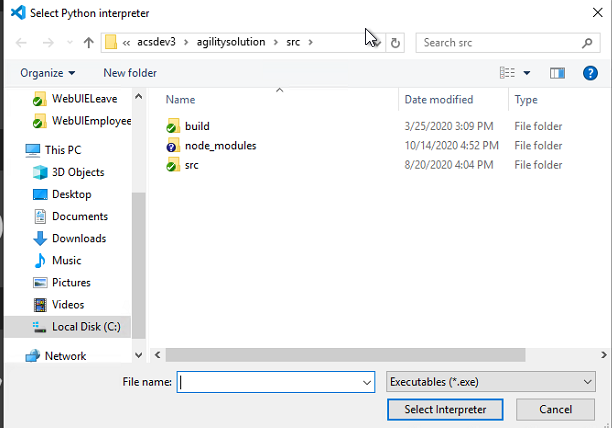 Select Python interpreter
« acsdev3 › agilitysolution › src ›
Search src
Organize
New folder
?
Name
Date modified
Type
WebUIELeave
WebUIEmployee
This PC
3D Objects
Desktop
Documents
Downloads
Music
Pictures
Videos
Local Disk (C:)
Network
build 3/25/2020 3:09 PM File folder
node_modules 10/14/2020 4:52 PM File folder
src 8/20/2020 4:04 PM File folder
File name:
Executables (*.exe)
Select Interpreter
Cancel